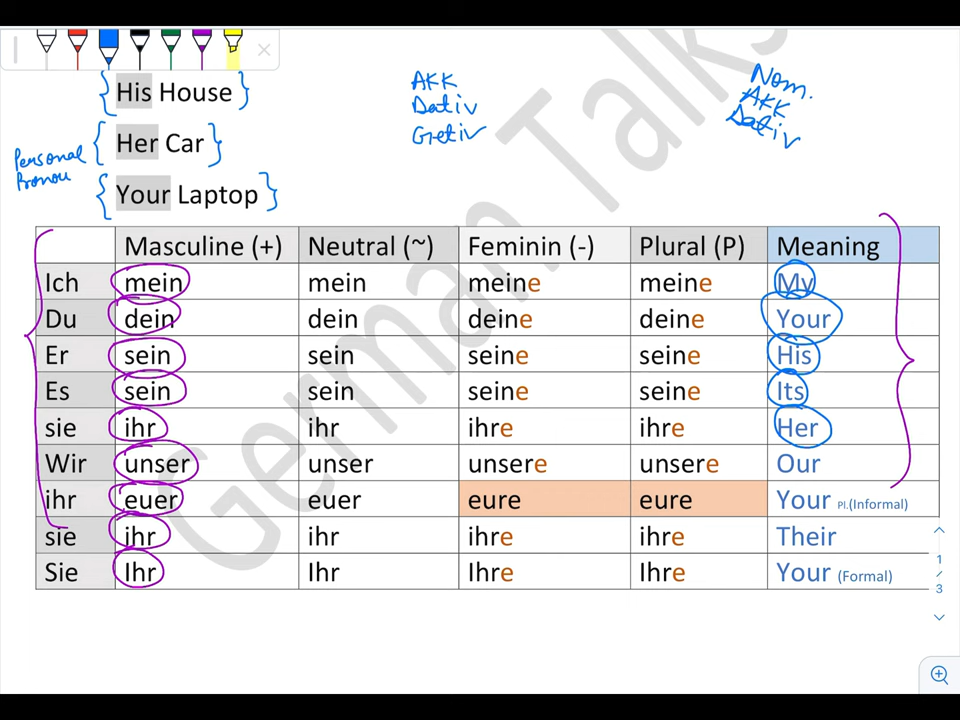 His House
Her Car
Your Laptop
Personal
Pronou
AKK
Dativ
Gretiv
Nom.
AKK
Dativ
German Talks
Masculine (+) Neutral (~) Feminin (-) Plural (P) Meaning
Ich mein mein meine meine My
Du dein dein deine deine Your
Er sein sein seine seine His
Es sein sein seine seine Its
sie ihr ihr ihre ihre Her
Wir unser unser unsere unsere Our
ihr euer euer eure eure Your Pl.(Informal)
sie ihr ihr ihre ihre Their
Sie Ihr Ihr Ihre Ihre Your (Formal)
1
/
3